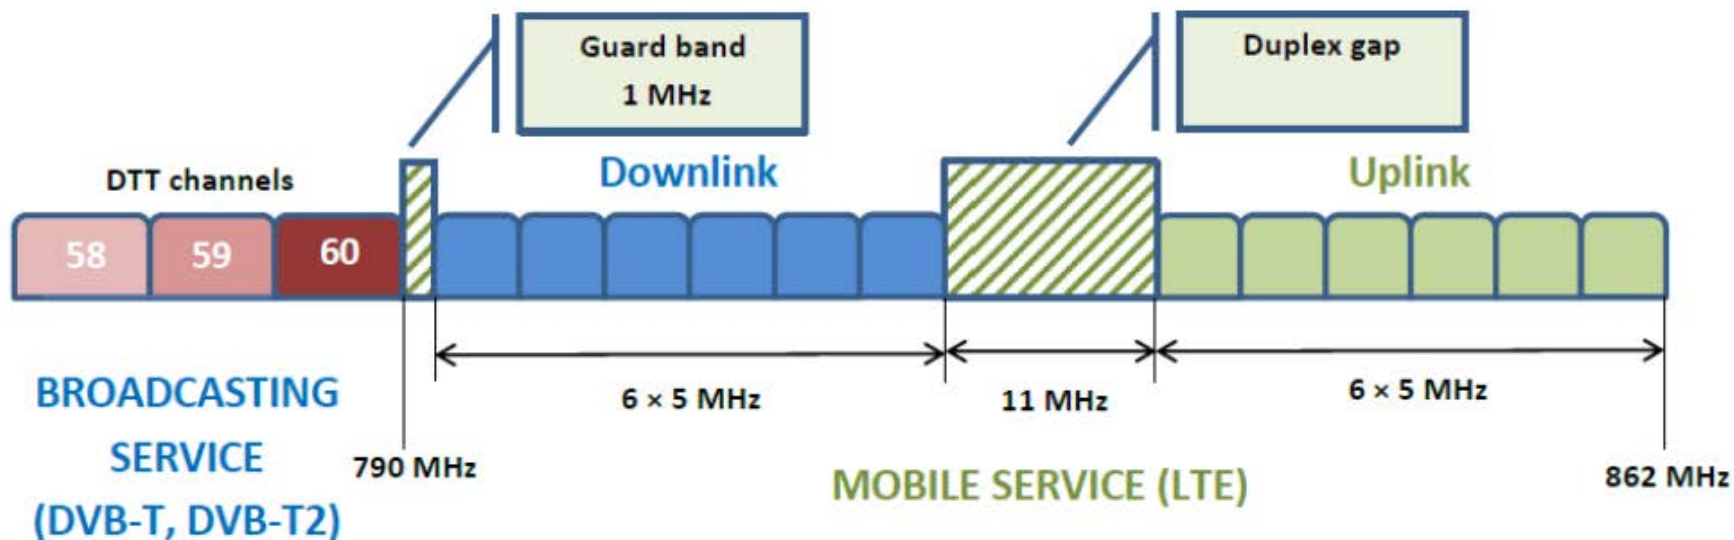 Guard band
1 MHz
Duplex gap
DTT channels
Downlink
Uplink
58
59
60
6 × 5 MHz
11 MHz
6 × 5 MHz
BROADCASTING
SERVICE
(DVB-T, DVB-T2)
790 MHz
MOBILE SERVICE (LTE)
862 MHz